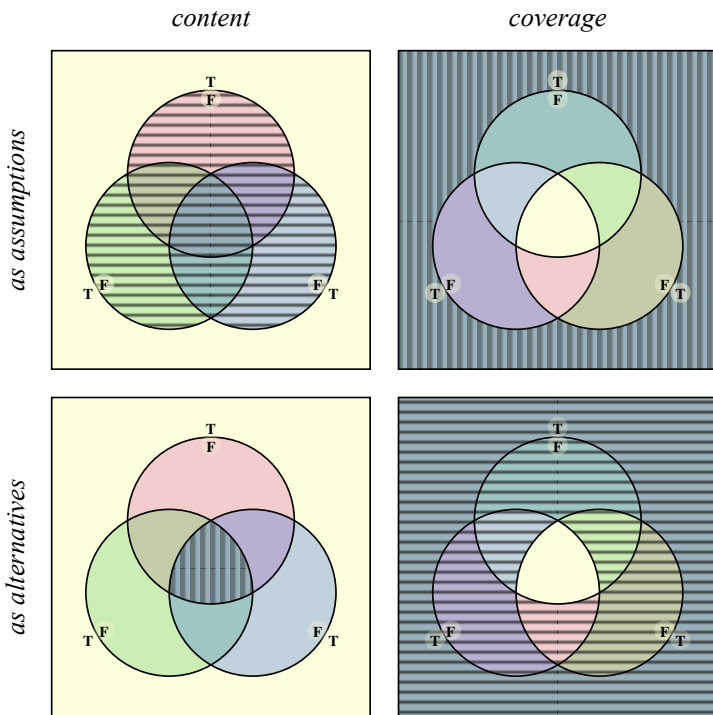 content coverage
as assumptions
T T
F F
F F F F
T T T T
as alternatives
T T
F F
F F F F
T T T T